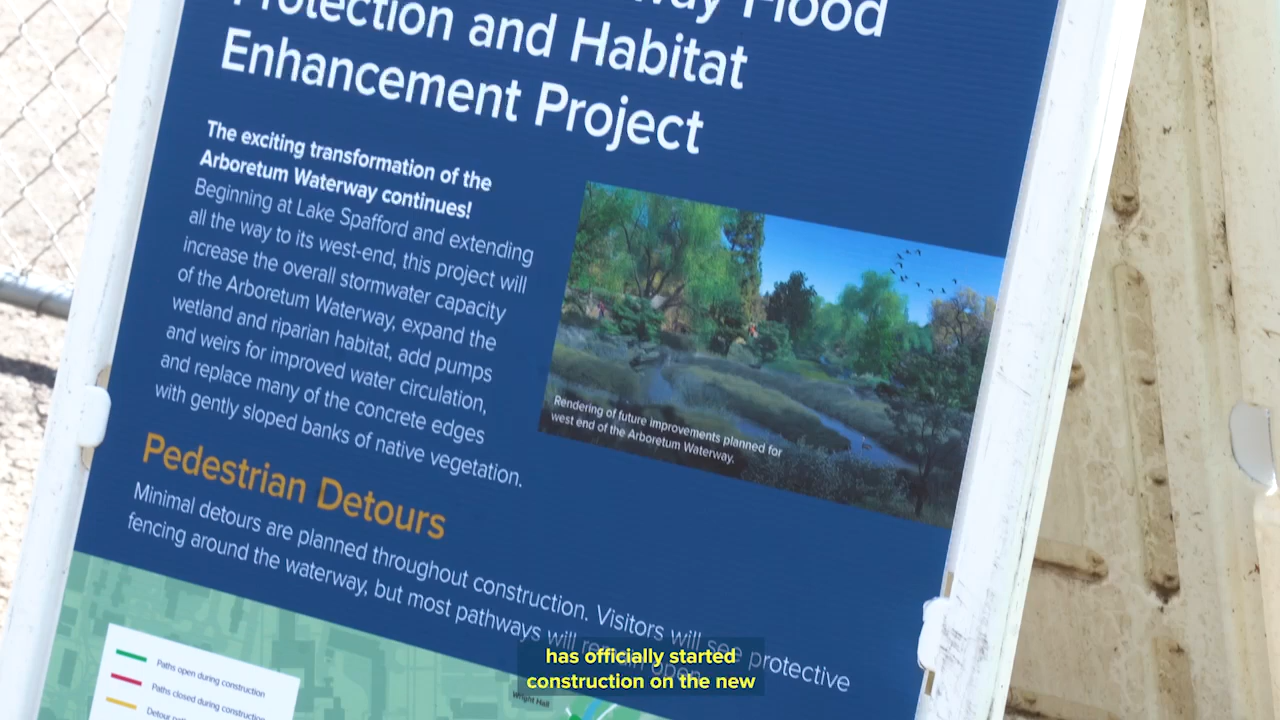 Flood
Protection and Habitat
Enhancement Project
The exciting transformation of the
Arboretum Waterway continues!
Beginning at Lake Spafford and extending
all the way to its west-end, this project will
increase the overall stormwater capacity
of the Arboretum Waterway, expand the
wetland and riparian habitat, add pumps
and weirs for improved water circulation,
and replace many of the concrete edges
with gently sloped banks of native vegetation.
Rendering of future improvements planned for
west end of the Arboretum Waterway.
Pedestrian Detours
Minimal detours are planned throughout construction. Visitors will see protective
fencing around the waterway, but most pathways will remain open.
Paths open during construction
Paths closed during construction
Detour
Wright Hall
has officially started
construction on the new